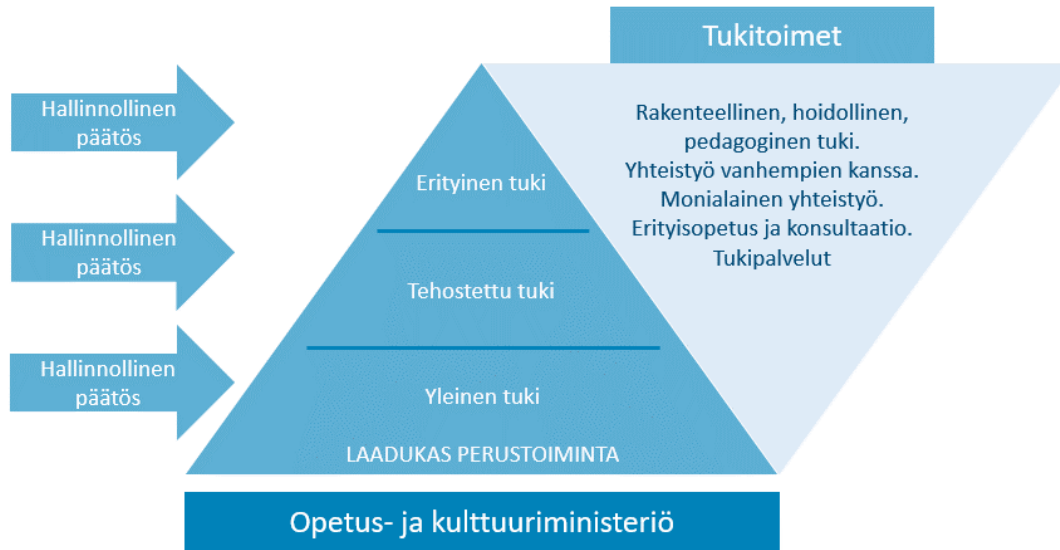 Tukitoimet
Hallinnollinen
päätös
Hallinnollinen
päätös
Hallinnollinen
päätös
Erityinen tuki
Tehostettu tuki
Yleinen tuki
LAADUKAS PERUSTOIMINTA
Rakenteellinen, hoidollinen,
pedagoginen tuki.
Yhteistyö vanhempien kanssa.
Monialainen yhteistyö.
Erityisopetus ja konsultaatio.
Tukipalvelut
Opetus- ja kulttuuriministeriö